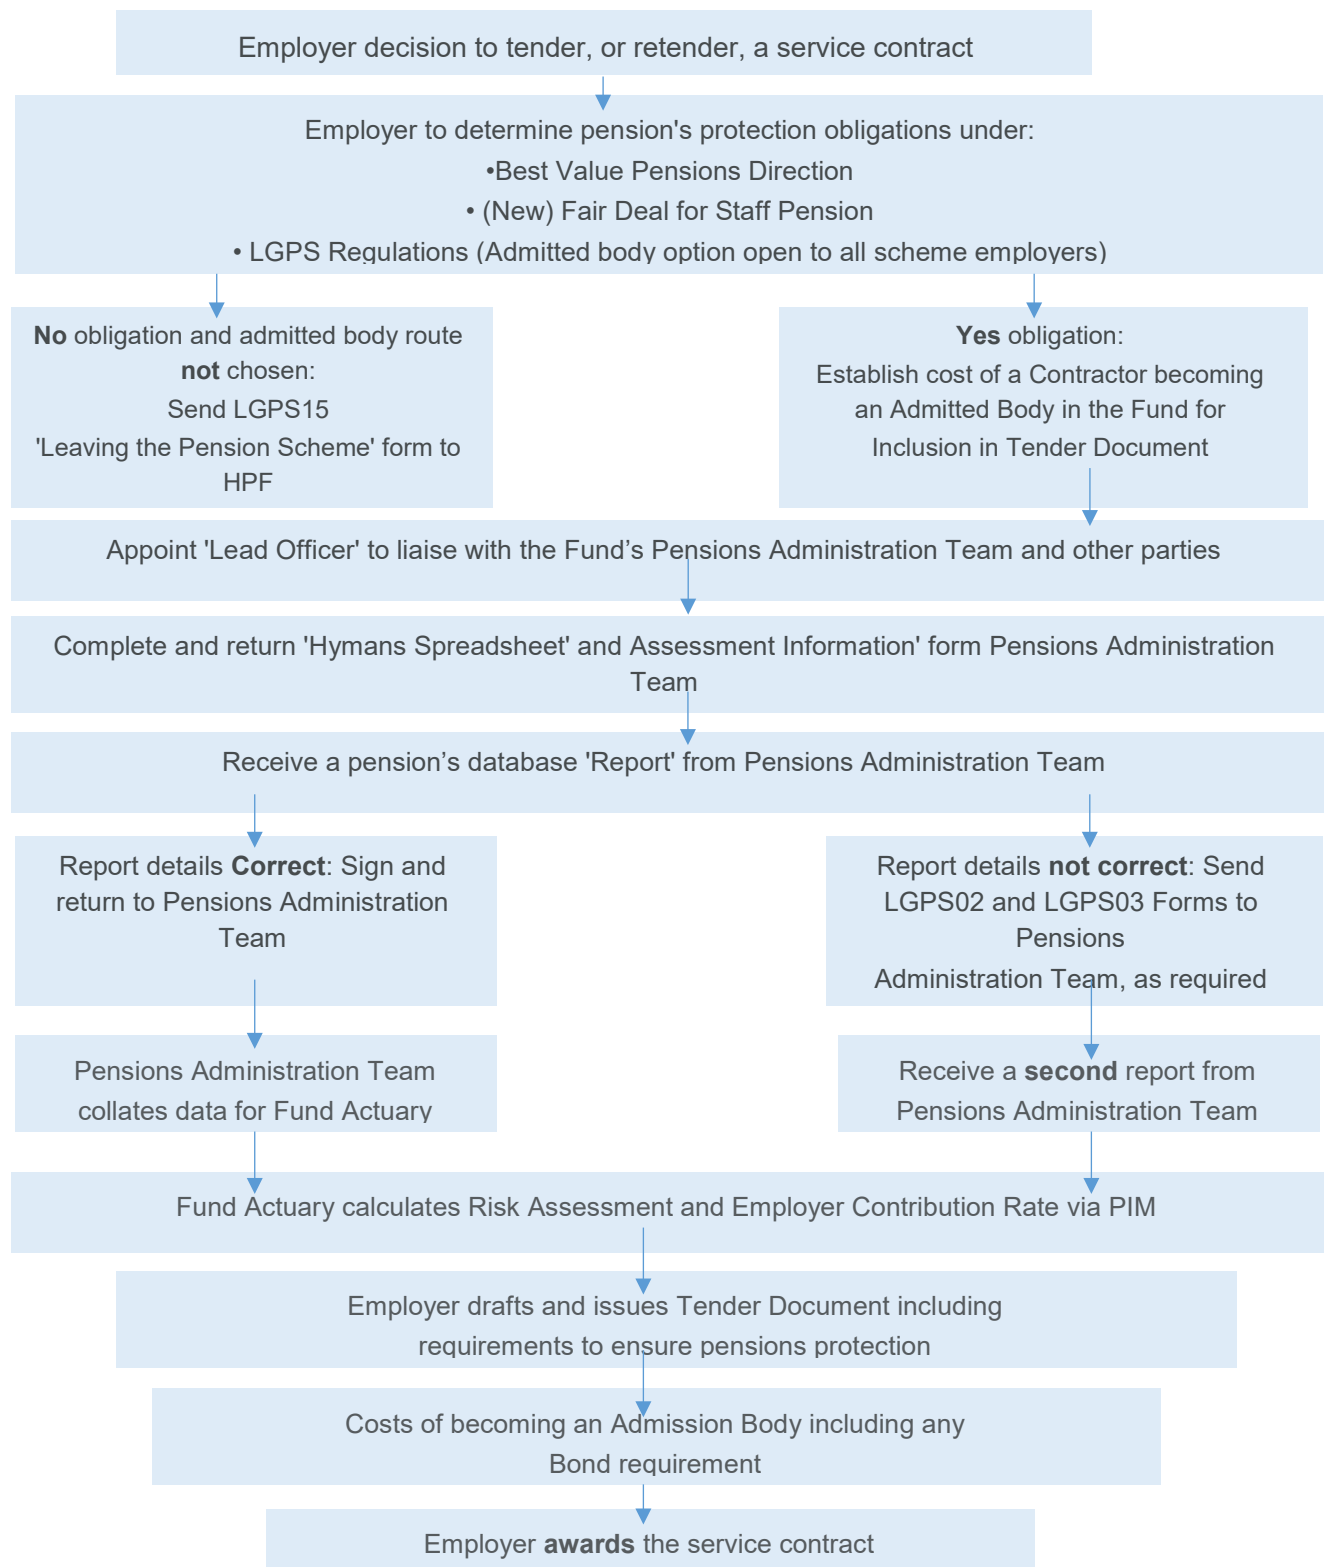 Employer decision to tender, or retender, a service contract
Employer to determine pension's protection obligations under:
•Best Value Pensions Direction
• (New) Fair Deal for Staff Pension
• LGPS Regulations (Admitted body option open to all scheme employers)
No obligation and admitted body route
not chosen:
Send LGPS15
'Leaving the Pension Scheme' form to
HPF
Yes obligation:
Establish cost of a Contractor becoming
an Admitted Body in the Fund for
Inclusion in Tender Document
Appoint 'Lead Officer' to liaise with the Fund’s Pensions Administration Team and other parties
Complete and return 'Hymans Spreadsheet' and Assessment Information' form Pensions Administration
Team
Receive a pension’s database 'Report' from Pensions Administration Team
Report details Correct: Sign and
return to Pensions Administration
Team
Report details not correct: Send
LGPS02 and LGPS03 Forms to
Pensions
Administration Team, as required
Pensions Administration Team
collates data for Fund Actuary
Receive a second report from
Pensions Administration Team
Fund Actuary calculates Risk Assessment and Employer Contribution Rate via PIM
Employer drafts and issues Tender Document including
requirements to ensure pensions protection
Costs of becoming an Admission Body including any
Bond requirement
Employer awards the service contract